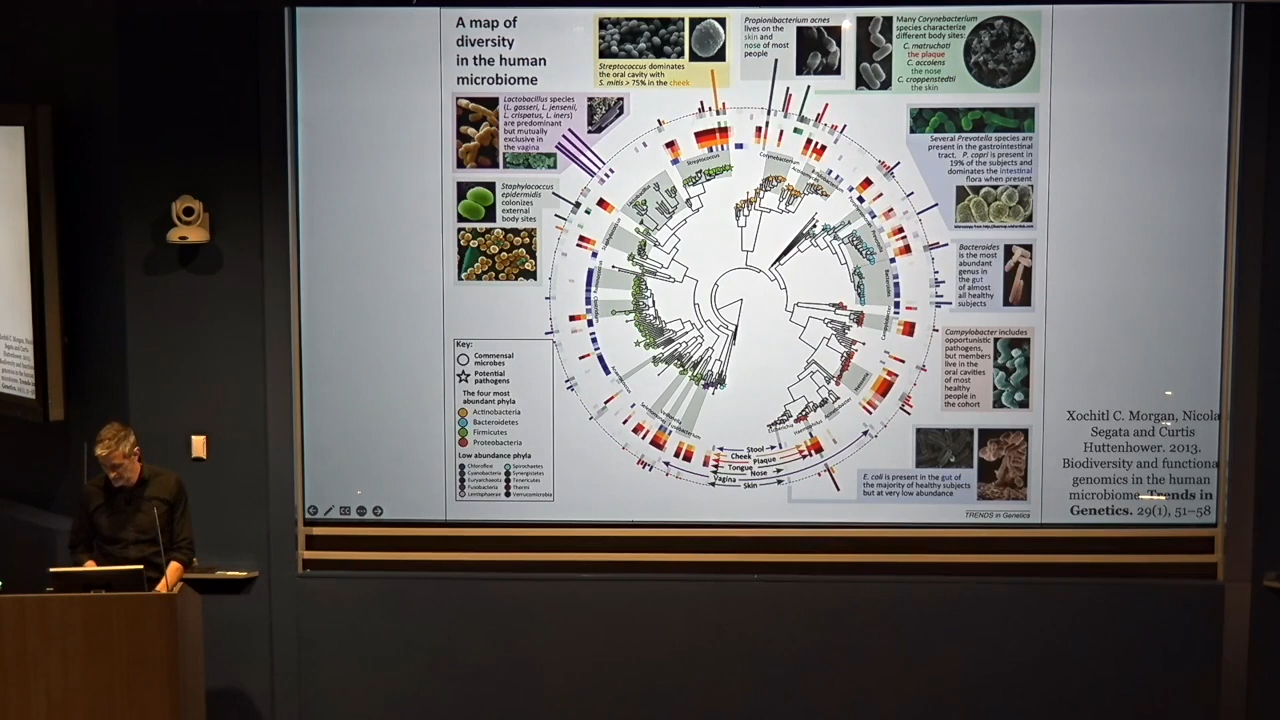 A map of
diversity
in the human
microbiome
Streptococcus dominates
the oral cavity with
S. mitis > 75% in the cheek
Propionibacterium acnes
lives on the
skin and
nose of most
people
Many Corynebacterium
species characterize
different body sites:
C. matruchoti
the plaque
C. accolens
the nose
C. croppenstedtii
the skin
Lactobacillus species
(L. gasseri, L. jensenii,
L. crispatus, L. iners)
are predominant
but mutually
exclusive in
the vagina
Several Prevotella species are
present in the gastrointestinal
tract. P. copri is present in
19% of the subjects and
dominates the intestinal
flora when present
Staphylococcus
epidermidis
colonizes
external
body sites
Bacteroides
is the most
abundant
genus in
the gut
of almost
all healthy
subjects
Campylobacter includes
opportunistic
pathogens,
but members
live in the
oral cavities
of most
healthy
people in
the cohort
Streptococcus
Corynebacterium
Bacteroides
Haemophilus
Escherichia
Key:
Commensal
microbes
Potential
pathogens
The four most
abundant phyla
Actinobacteria
Bacteroidetes
Firmicutes
Proteobacteria
Low abundance phyla
Chloroflexi
Cyanobacteria
Euryarchaeota
Fusobacteria
Lentisphaerae
Spirochaetes
Synergistetes
Tenericutes
Thermi
Verrucomicrobia
Stool
Cheek
Plaque
Tongue
Nose
Vagina
Skin
E. coli is present in the gut of
the majority of healthy subjects
but at very low abundance
TRENDS in Genetics
Xochitl C. Morgan, Nicola
Segata and Curtis
Huttenhower. 2013.
Biodiversity and functiona
genomics in the human
microbiome. Trends in
Genetics. 29(1), 51–58